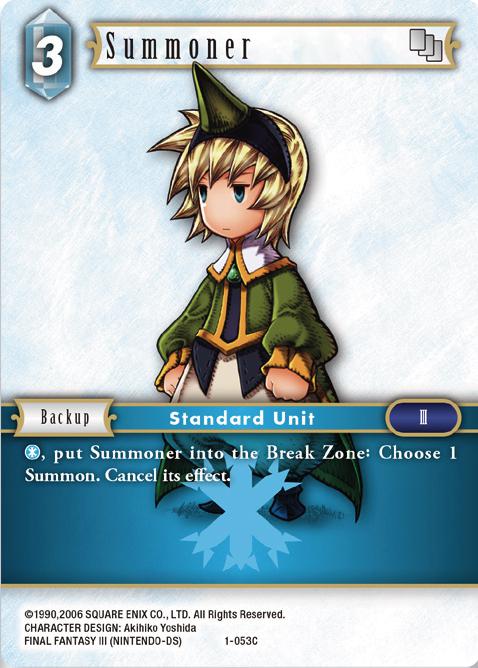 3
Summoner
Backup
Standard Unit
III
, put Summoner into the Break Zone: Choose 1
Summon. Cancel its effect.
©1990,2006 SQUARE ENIX CO., LTD. All Rights Reserved.
CHARACTER DESIGN: Akihiko Yoshida
FINAL FANTASY III (NINTENDO-DS)
1-053C